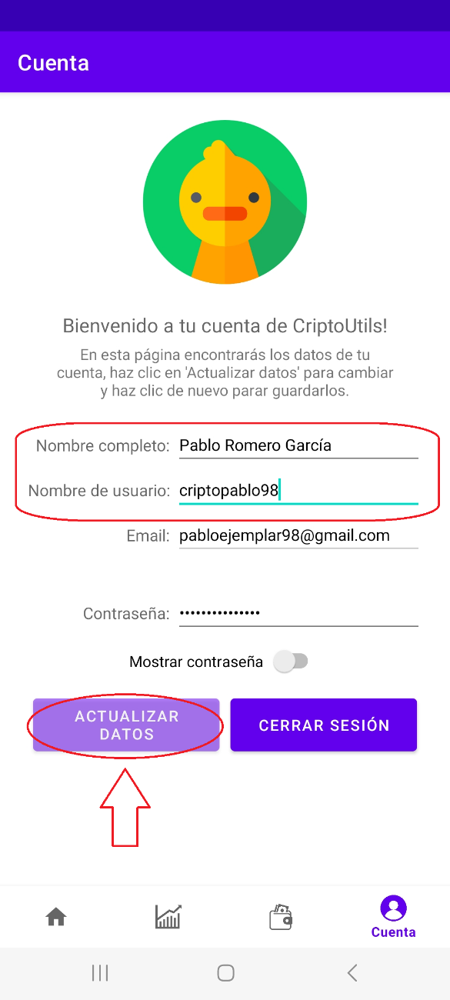 Cuenta
Bienvenido a tu cuenta de CriptoUtils!
En esta página encontrarás los datos de tu
cuenta, haz clic en 'Actualizar datos' para cambiar
y haz clic de nuevo parar guardarlos.
Nombre completo: Pablo Romero García
Nombre de usuario: criptopablo98
Email: pabloejemplar98@gmail.com
Contraseña: •••••••••••••••
Mostrar contraseña
ACTUALIZAR
DATOS
CERRAR SESIÓN
Cuenta